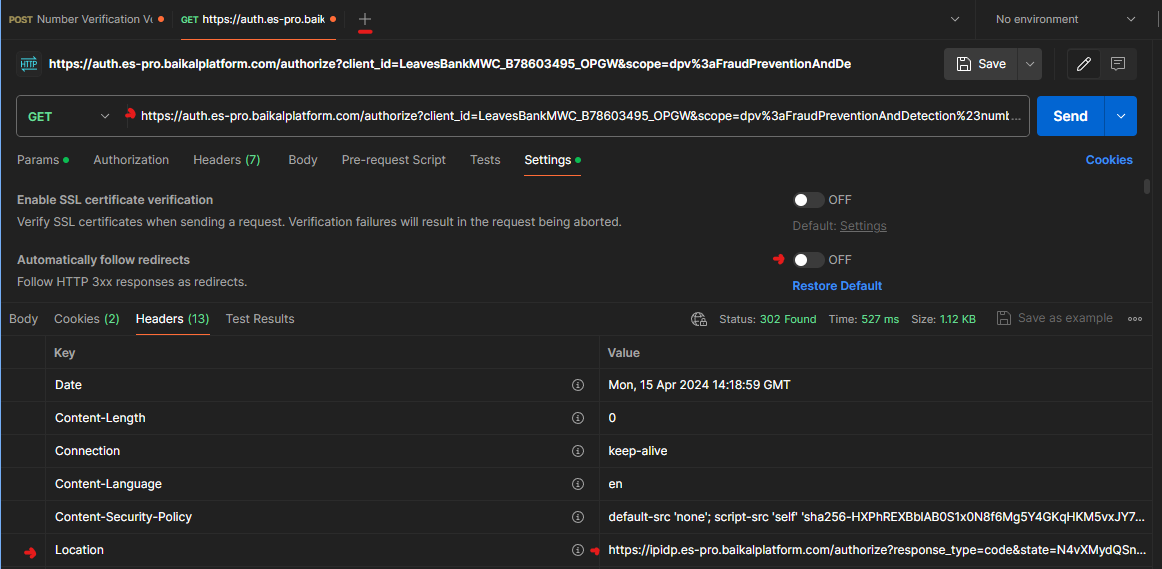 POST Number Verification Ve
GET https://auth.es-pro.baik
No environment
HTTP https://auth.es-pro.baikalplatform.com/authorize?client_id=LeavesBankMWC_B78603495_OPGW&scope=dpv%3aFraudPreventionAndDe
Save
GET https://auth.es-pro.baikalplatform.com/authorize?client_id=LeavesBankMWC_B78603495_OPGW&scope=dpv%3aFraudPreventionAndDetection%23numb...
Send
Params Authorization Headers (7) Body Pre-request Script Tests Settings Cookies
Enable SSL certificate verification OFF
Verify SSL certificates when sending a request. Verification failures will result in the request being aborted.
Default: Settings
Automatically follow redirects OFF
Follow HTTP 3xx responses as redirects.
Restore Default
Body Cookies (2) Headers (13) Test Results Status: 302 Found Time: 527 ms Size: 1.12 KB Save as example
Key Value
Date Mon, 15 Apr 2024 14:18:59 GMT
Content-Length 0
Connection keep-alive
Content-Language en
Content-Security-Policy default-src 'none'; script-src 'self' 'sha256-HXPhREXBblAB0S1x0N8f6Mg5Y4GKqHKM5vxJY7...
Location https://ipidp.es-pro.baikalplatform.com/authorize?response_type=code&state=N4vXMydQSn...